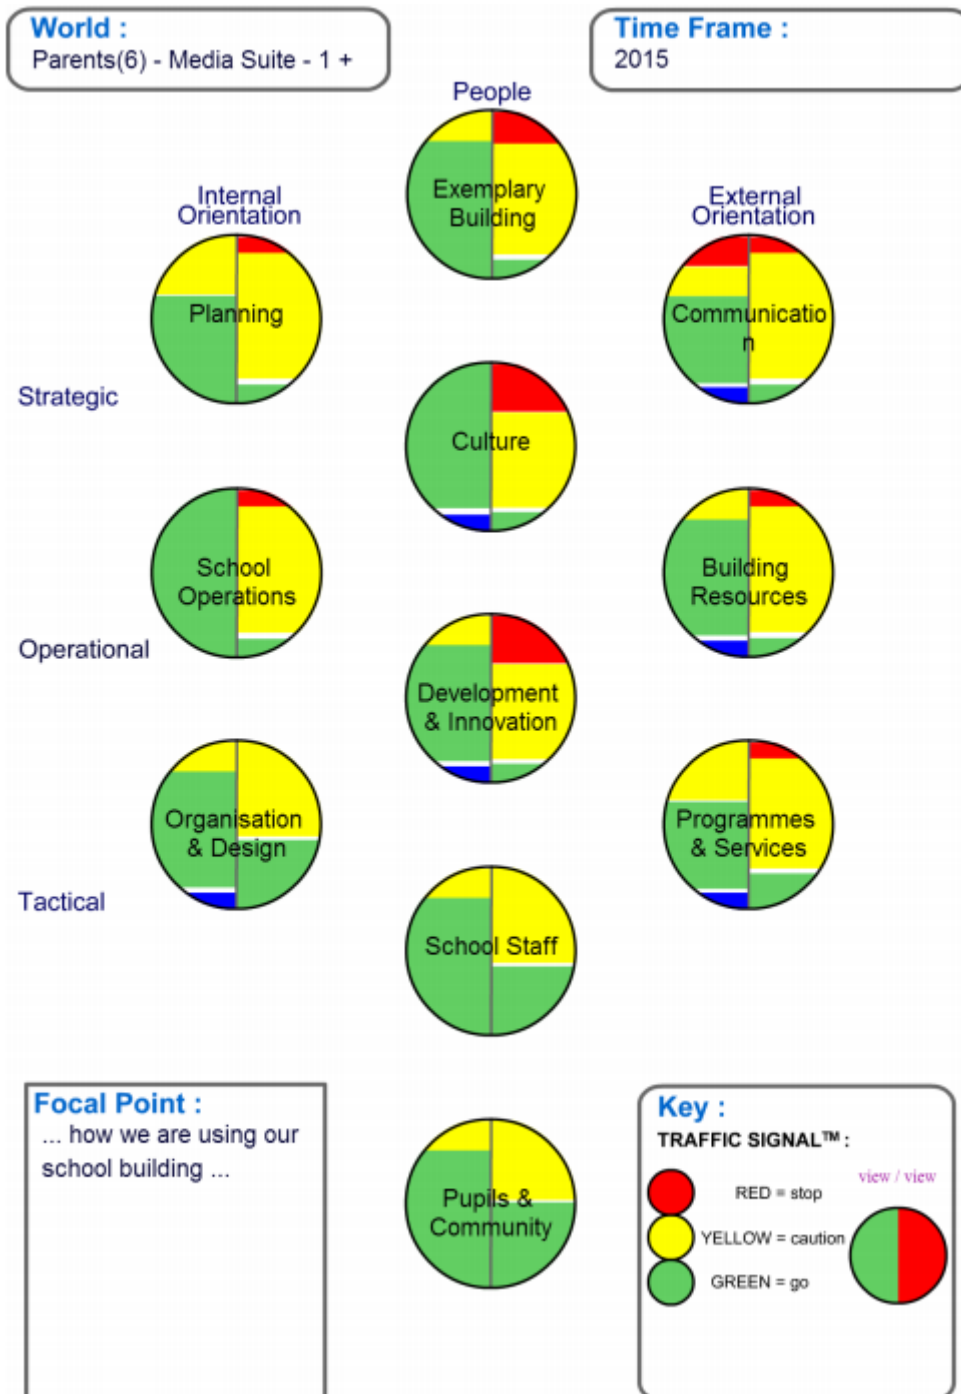 World :
Parents(6) - Media Suite - 1 +
Time Frame :
2015
People
Exemplary
Building
Internal
Orientation
External
Orientation
Planning
Communicatio
n
Strategic
Culture
School
Operations
Building
Resources
Operational
Development
& Innovation
Organisation
& Design
Programmes
& Services
Tactical
School Staff
Focal Point :
... how we are using our
school building ...
Pupils &
Community
Key :
TRAFFIC SIGNAL™ :
view / view
RED = stop
YELLOW = caution
GREEN = go